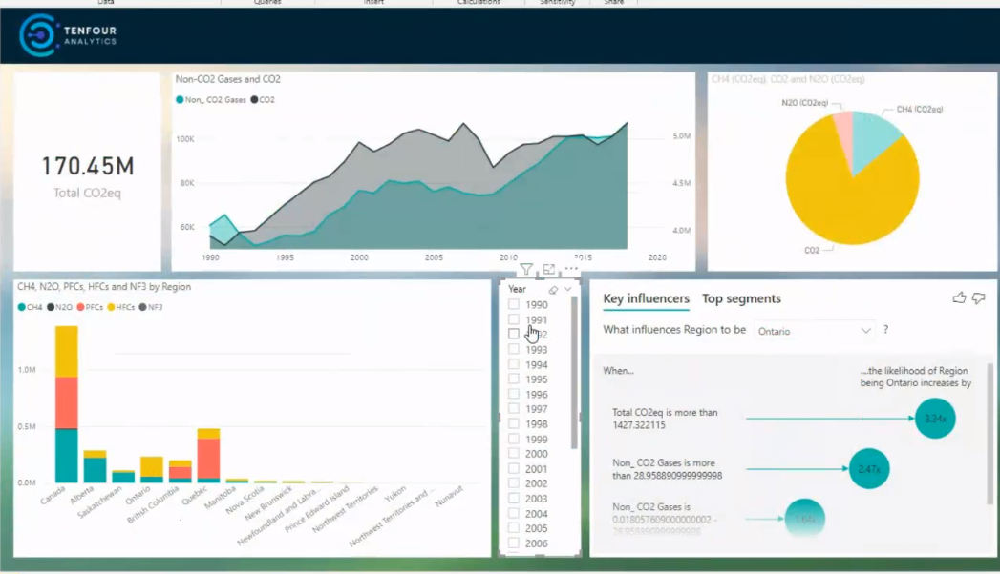 Data Queries Insert Calculations Sensitivity Share
TENFOUR
ANALYTICS
170.45M
Total CO2eq
Non-CO2 Gases and CO2
Non_ CO2 Gases CO2
100K
80K
60K
5.0M
4.5M
4.0M
1990 1995 2000 2005 2010 2015 2020
CH4 (CO2eq), CO2 and N2O (CO2eq)
N2O (CO2eq)
CH4 (CO2eq)
CO2
CH4, N2O, PFCs, HFCs and NF3 by Region
CH4 N2O PFCs HFCs NF3
1.0M
0.5M
0.0M
Canada
Alberta
Saskatchewan
Ontario
British Columbia
Quebec
Manitoba
Nova Scotia
New Brunswick
Newfoundland and Labra...
Prince Edward Island
Northwest Territories
Yukon
Northwest Territories and ...
Nunavut
Year
1990
1991
1993
1994
1995
1996
1997
1998
1999
2000
2001
2002
2003
2004
2005
2006
Key influencers Top segments
What influences Region to be Ontario ?
When...
....the likelihood of Region
being Ontario increases by
Total CO2eq is more than
1427.322115
3.34x
Non_ CO2 Gases is more
than 28.958890999999998
2.47x
Non_ CO2 Gases is
0.018057609000000002 -
28.958890999999998